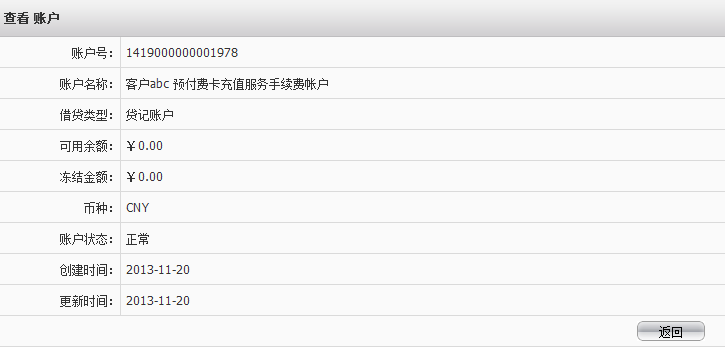 查看 账户
账户号： 1419000000001978
账户名称： 客户abc 预付费卡充值服务手续费帐户
借贷类型： 贷记账户
可用余额： ￥0.00
冻结金额： ￥0.00
币种： CNY
账户状态： 正常
创建时间： 2013-11-20
更新时间： 2013-11-20
返回